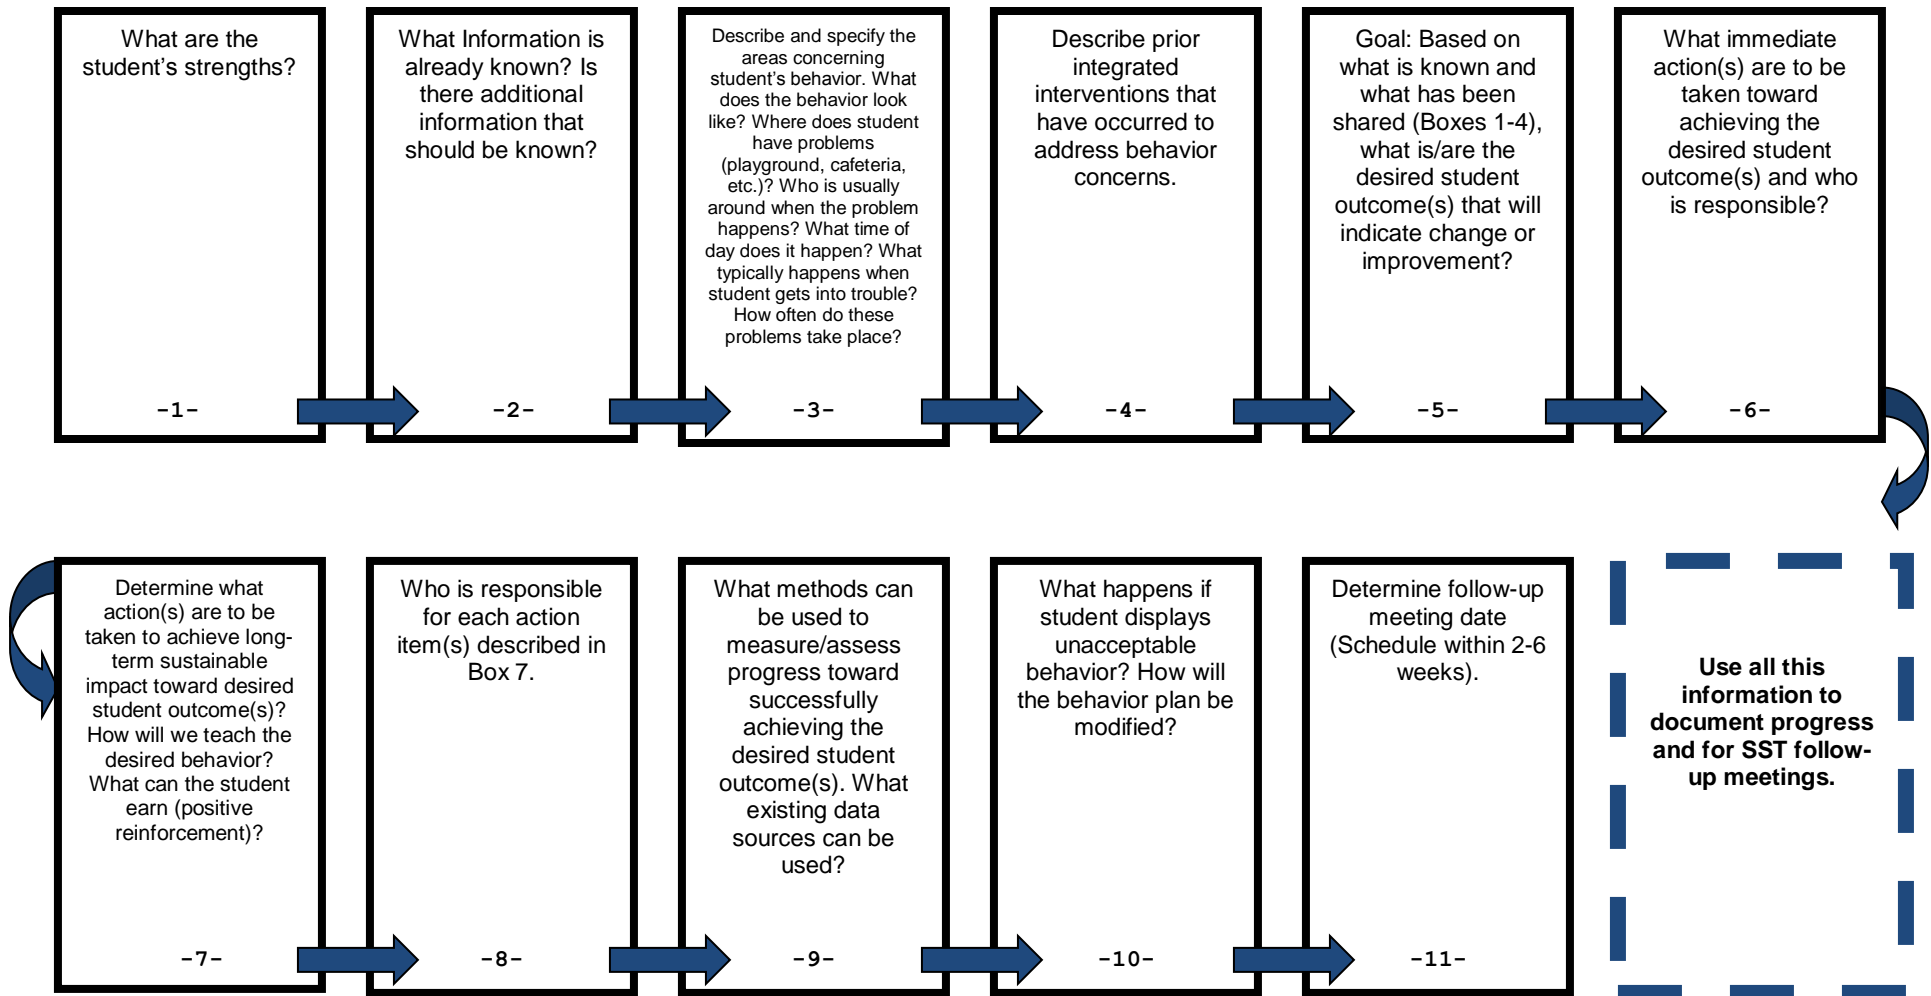 What are the
student’s strengths?
-1-
What Information is
already known? Is
there additional
information that
should be known?
-2-
Describe and specify the
areas concerning
student’s behavior. What
does the behavior look
like? Where does student
have problems
(playground, cafeteria,
etc.)? Who is usually
around when the problem
happens? What time of
day does it happen? What
typically happens when
student gets into trouble?
How often do these
problems take place?
-3-
Describe prior
integrated
interventions that
have occurred to
address behavior
concerns.
-4-
Goal: Based on
what is known and
what has been
shared (Boxes 1-4),
what is/are the
desired student
outcome(s) that will
indicate change or
improvement?
-5-
What immediate
action(s) are to be
taken toward
achieving the
desired student
outcome(s) and who
is responsible?
-6-
Determine what
action(s) are to be
taken to achieve long-
term sustainable
impact toward desired
student outcome(s)?
How will we teach the
desired behavior?
What can the student
earn (positive
reinforcement)?
-7-
Who is responsible
for each action
item(s) described in
Box 7.
-8-
What methods can
be used to
measure/assess
progress toward
successfully
achieving the
desired student
outcome(s). What
existing data
sources can be
used?
-9-
What happens if
student displays
unacceptable
behavior? How will
the behavior plan be
modified?
-10-
Determine follow-up
meeting date
(Schedule within 2-6
weeks).
-11-
Use all this
information to
document progress
and for SST follow-
up meetings.